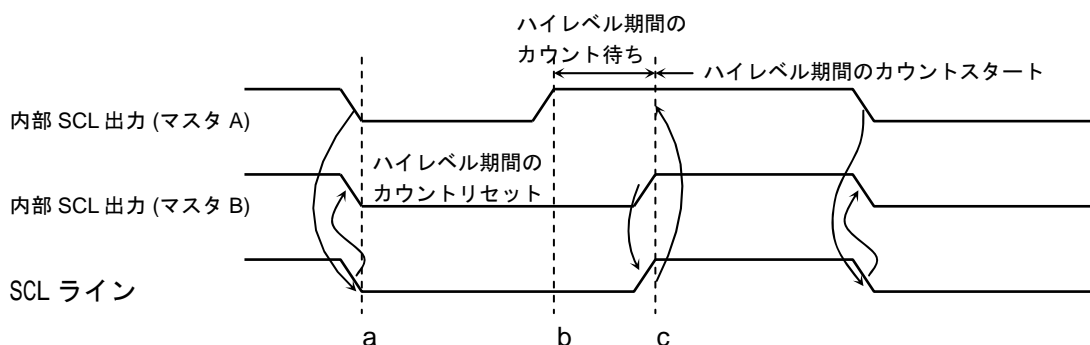 ハイレベル期間の
カウント待ち
ハイレベル期間のカウントスタート
内部 SCL 出力 (マスタ A)
ハイレベル期間の
カウントリセット
内部 SCL 出力 (マスタ B)
SCL ライン
a
b
c